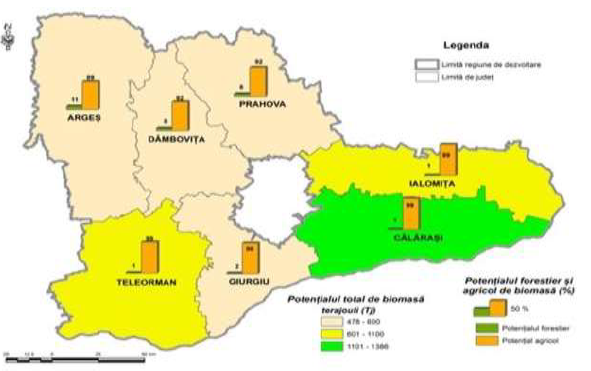 Legenda
Limită regiune de dezvoltare
Limită de județ
11 89
ARGEȘ
8 92
DÂMBOVIȚA
8 92
PRAHOVA
1 99
IALOMIȚA
1 99
CĂLĂRAȘI
1 99
TELEORMAN
2 98
GIURGIU
Potențialul total de biomasă
terajouli (Tj)
478 - 600
601 - 1100
1101 - 1386
Potențialul forestier și
agricol de biomasă (%)
50 %
Potențialul forestier
Potențial agricol